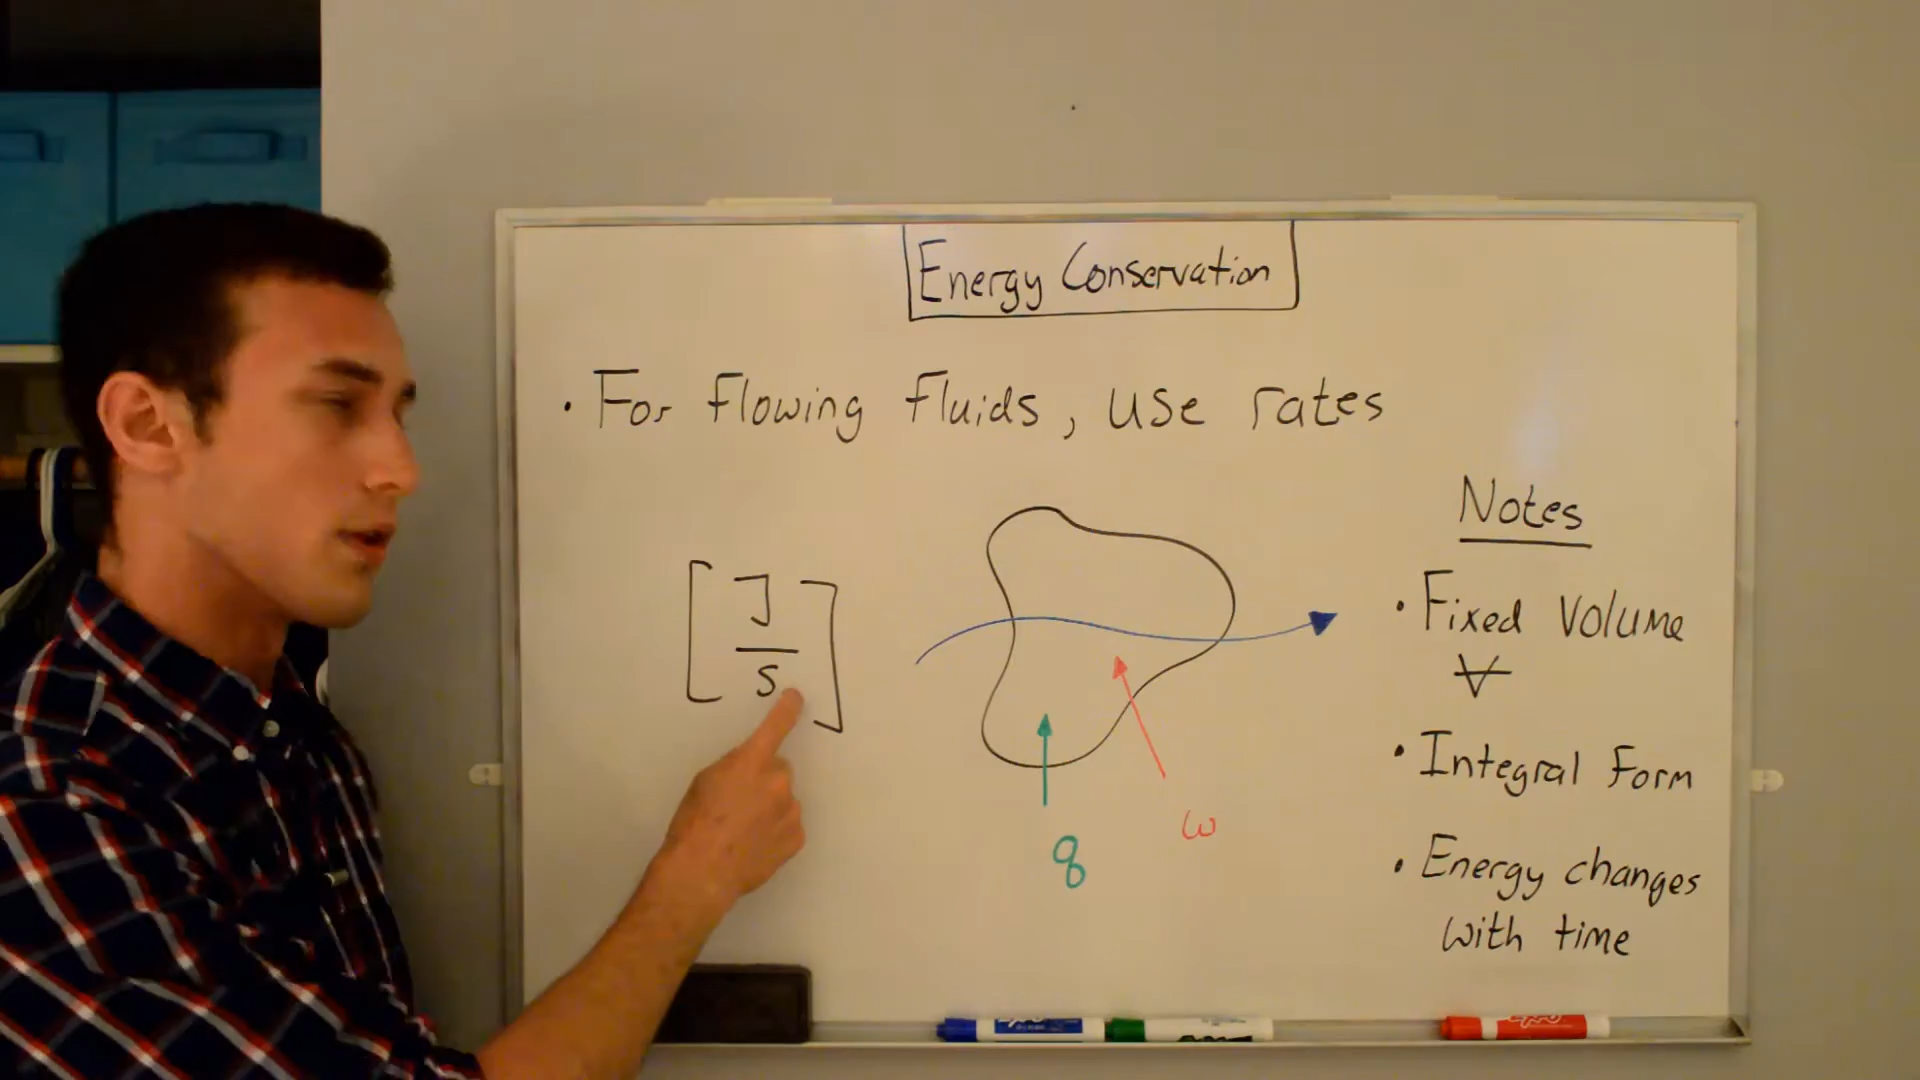 Energy Conservation
• For flowing fluids, use rates
[J/s]
q
w
Notes
• Fixed Volume
V
• Integral Form
• Energy changes
with time